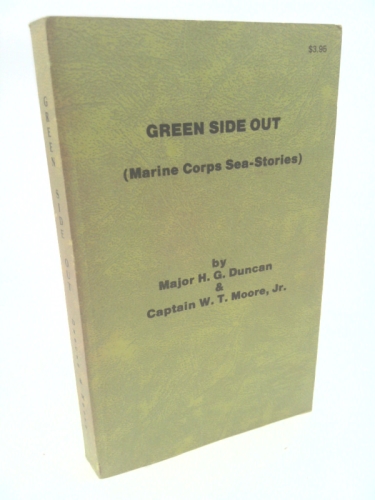 $3.95
GREEN SIDE OUT
(Marine Corps Sea-Stories)
by
Major H. G. Duncan
&
Captain W. T. Moore, Jr.
GREEN SIDE OUT